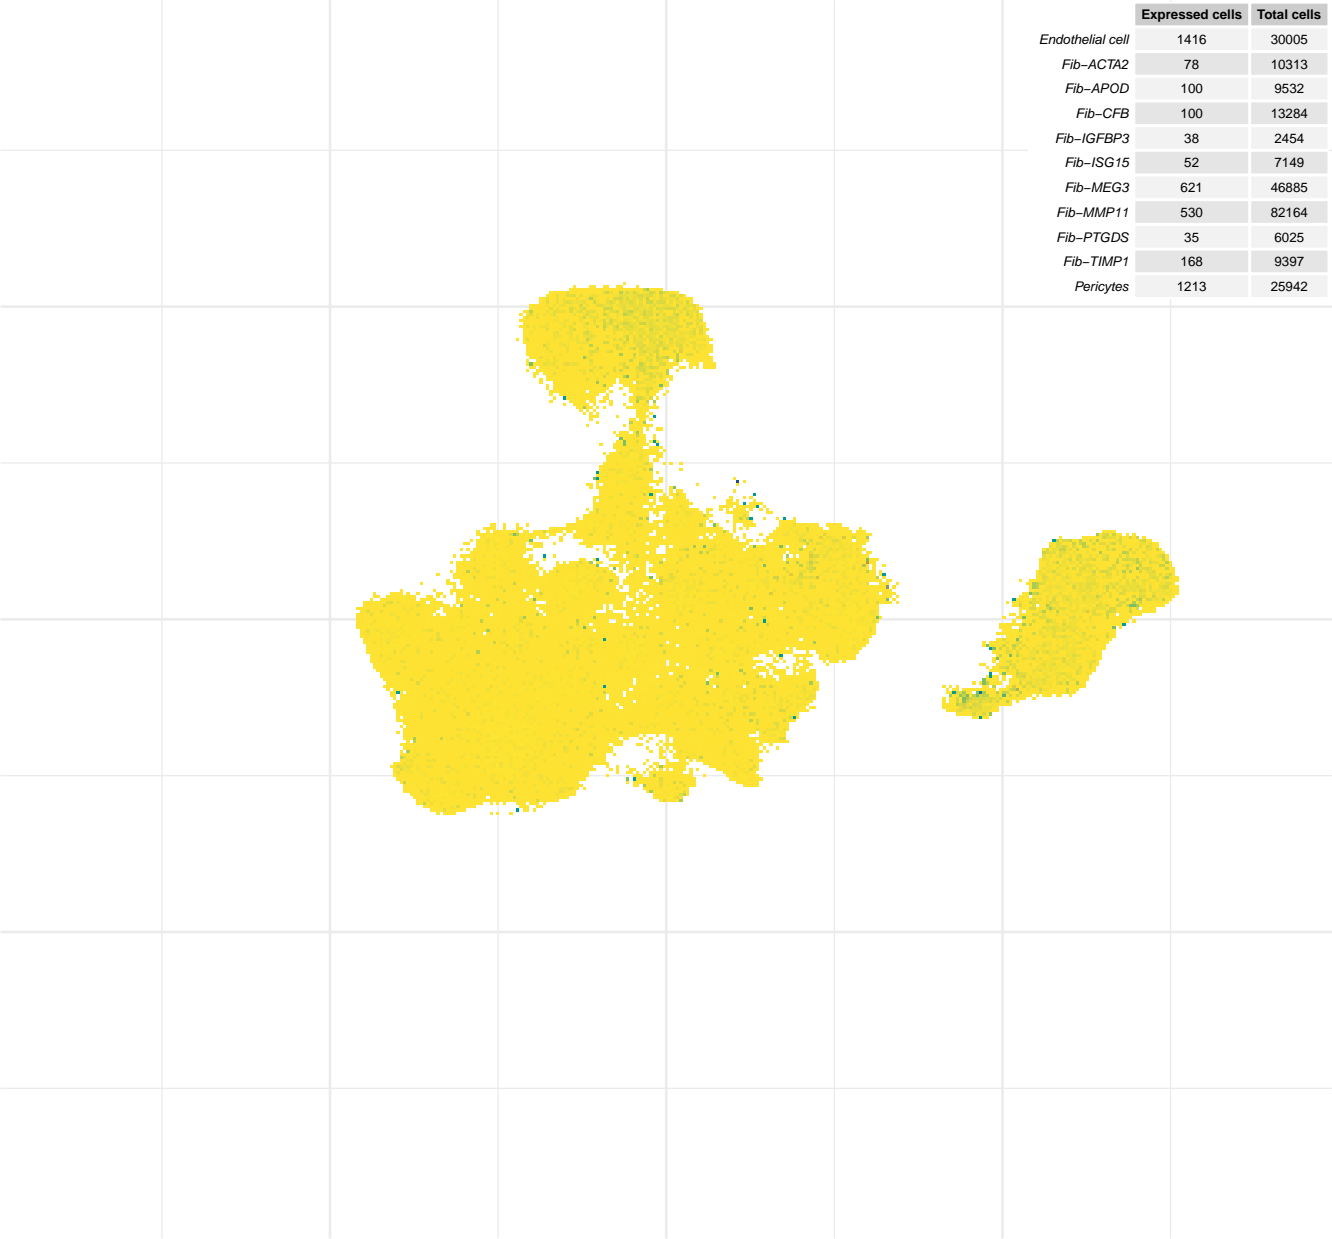 Expressed cells Total cells
Endothelial cell 1416 30005
Fib−ACTA2 78 10313
Fib−APOD 100 9532
Fib−CFB 100 13284
Fib−IGFBP3 38 2454
Fib−ISG15 52 7149
Fib−MEG3 621 46885
Fib−MMP11 530 82164
Fib−PTGDS 35 6025
Fib−TIMP1 168 9397
Pericytes 1213 25942